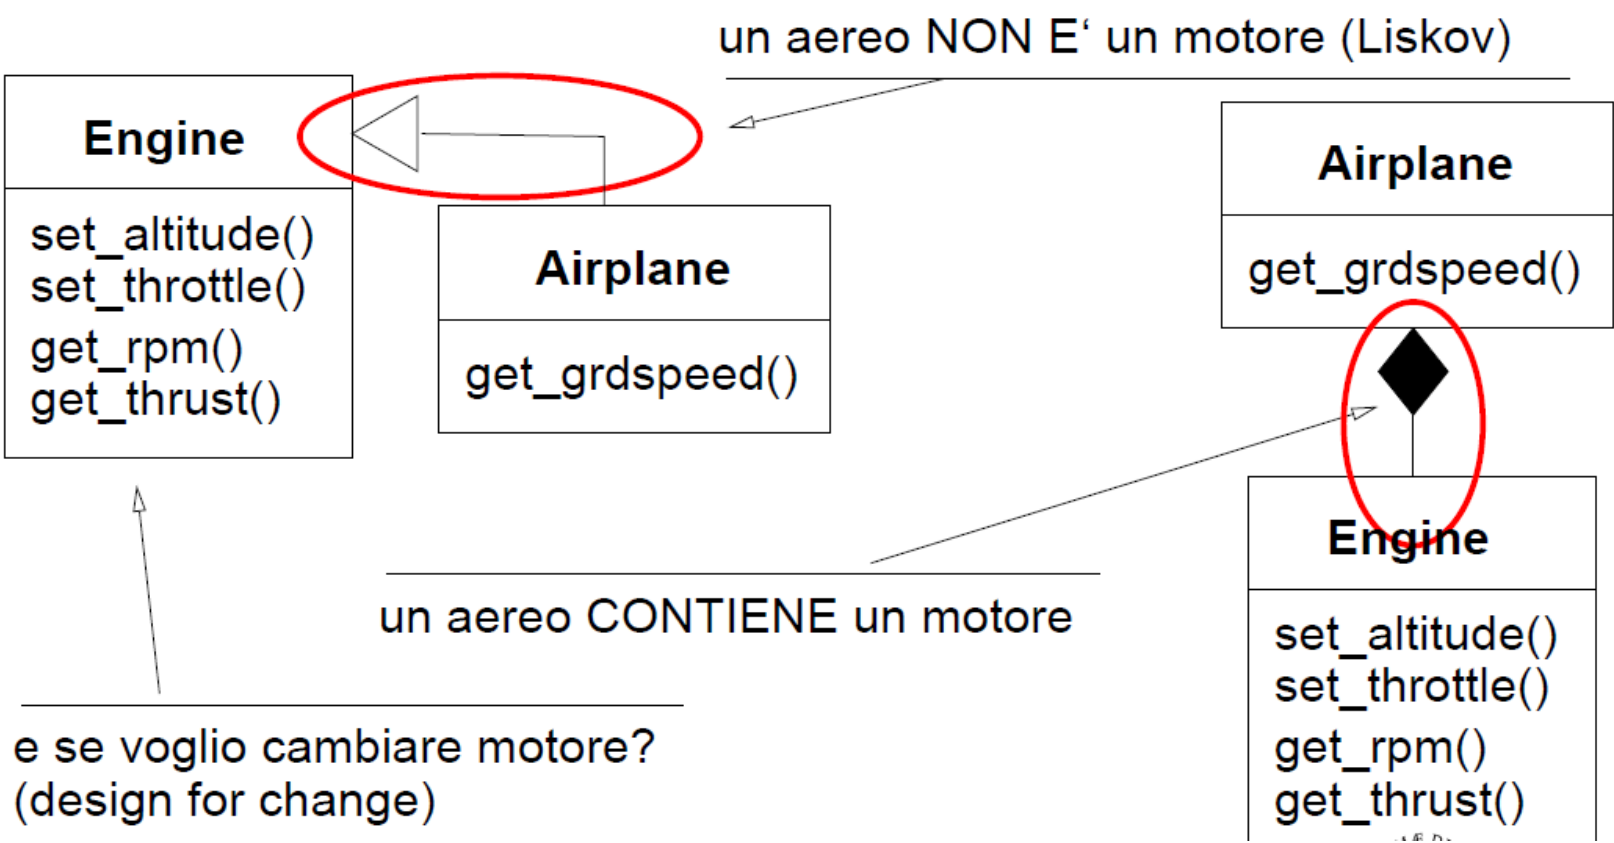 un aereo NON E‘ un motore (Liskov)
Engine
set_altitude()
set_throttle()
get_rpm()
get_thrust()
Airplane
get_grdspeed()
Airplane
get_grdspeed()
un aereo CONTIENE un motore
Engine
set_altitude()
set_throttle()
get_rpm()
get_thrust()
e se voglio cambiare motore?
(design for change)